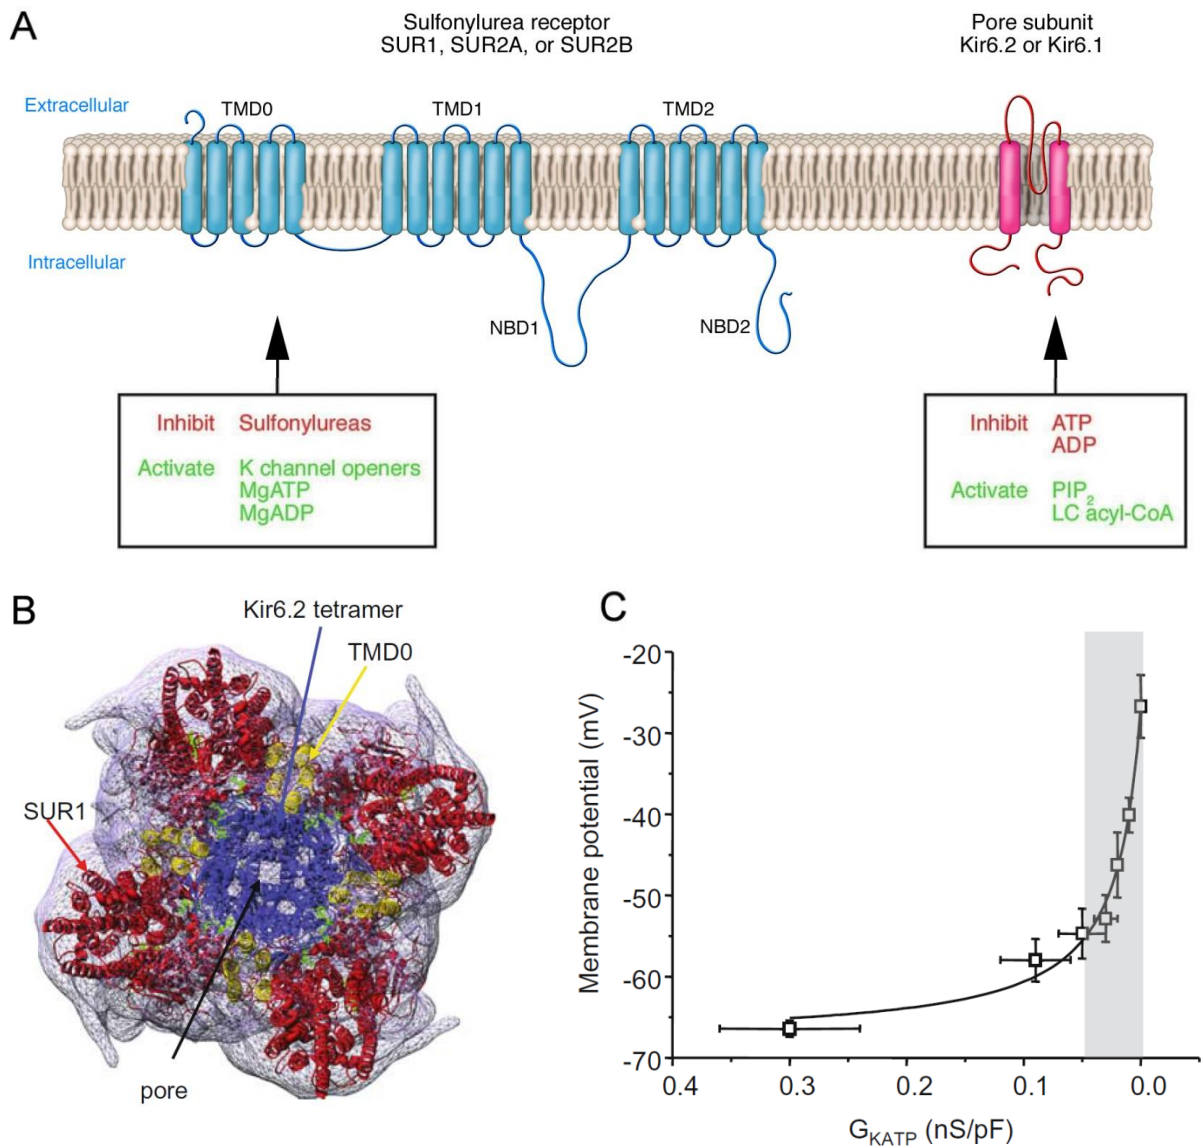 A
Sulfonylurea receptor
SUR1, SUR2A, or SUR2B
Pore subunit
Kir6.2 or Kir6.1
Extracellular
TMD0
TMD1
TMD2
Intracellular
NBD1
NBD2
Inhibit Sulfonylureas
Activate K channel openers
MgATP
MgADP
Inhibit ATP
ADP
Activate PIP2
LC acyl-CoA
B
Kir6.2 tetramer
TMD0
SUR1
pore
C
Membrane potential (mV)
-20
-30
-40
-50
-60
-70
0.4 0.3 0.2 0.1 0.0
GKATP (nS/pF)